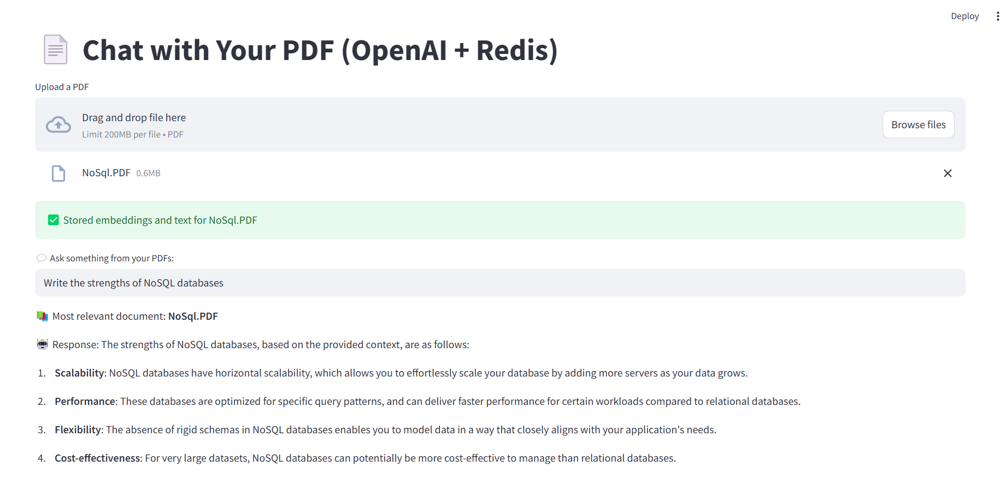 Deploy
Chat with Your PDF (OpenAI + Redis)
Upload a PDF
Drag and drop file here
Limit 200MB per file • PDF
Browse files
NoSql.PDF 0.6MB
Stored embeddings and text for NoSql.PDF
Ask something from your PDFs:
Write the strengths of NoSQL databases
Most relevant document: NoSql.PDF
Response: The strengths of NoSQL databases, based on the provided context, are as follows:
1. Scalability: NoSQL databases have horizontal scalability, which allows you to effortlessly scale your database by adding more servers as your data grows.
2. Performance: These databases are optimized for specific query patterns, and can deliver faster performance for certain workloads compared to relational databases.
3. Flexibility: The absence of rigid schemas in NoSQL databases enables you to model data in a way that closely aligns with your application's needs.
4. Cost-effectiveness: For very large datasets, NoSQL databases can potentially be more cost-effective to manage than relational databases.